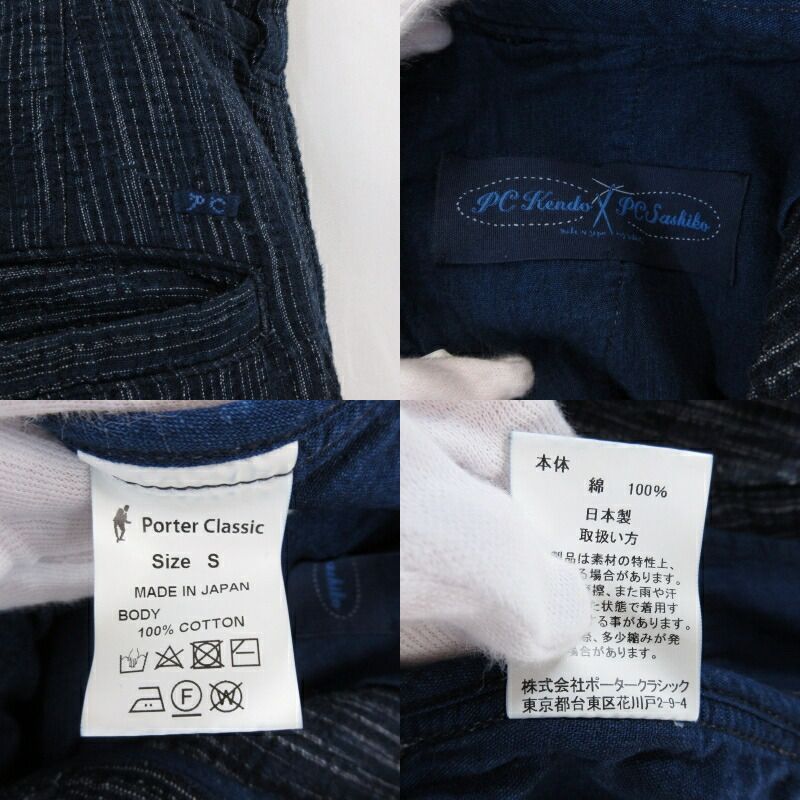 PC
PC Kendo
PC Sashiko
Porter Classic
Size S
MADE IN JAPAN
BODY
100% COTTON
F
W
本体
綿 100%
日本製
取扱い方
製品は素材の特性上、
る場合があります。
擦、また雨や汗
た状態で着用す
する事があります。
、多少縮みが発
場合があります。
株式会社ポータークラシック
東京都台東区花川戸2-9-4